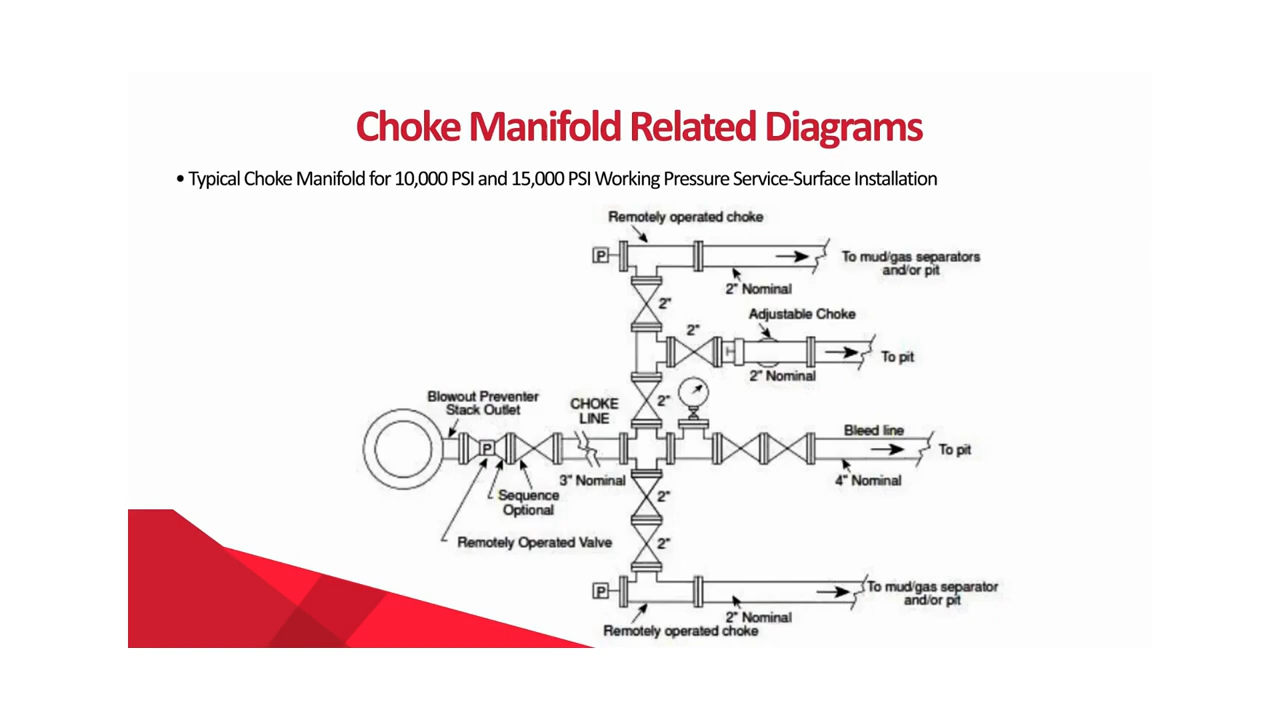 Choke Manifold Related Diagrams
• Typical Choke Manifold for 10,000 PSI and 15,000 PSI Working Pressure Service-Surface Installation
Remotely operated choke
P
To mud/gas separators
and/or pit
2" Nominal
2"
Adjustable Choke
2"
To pit
2" Nominal
Blowout Preventer
Stack Outlet
CHOKE
LINE
2"
Bleed line
P
To pit
3" Nominal
4" Nominal
Sequence
Optional
2"
Remotely Operated Valve
2"
P
To mud/gas separator
and/or pit
2" Nominal
Remotely operated choke